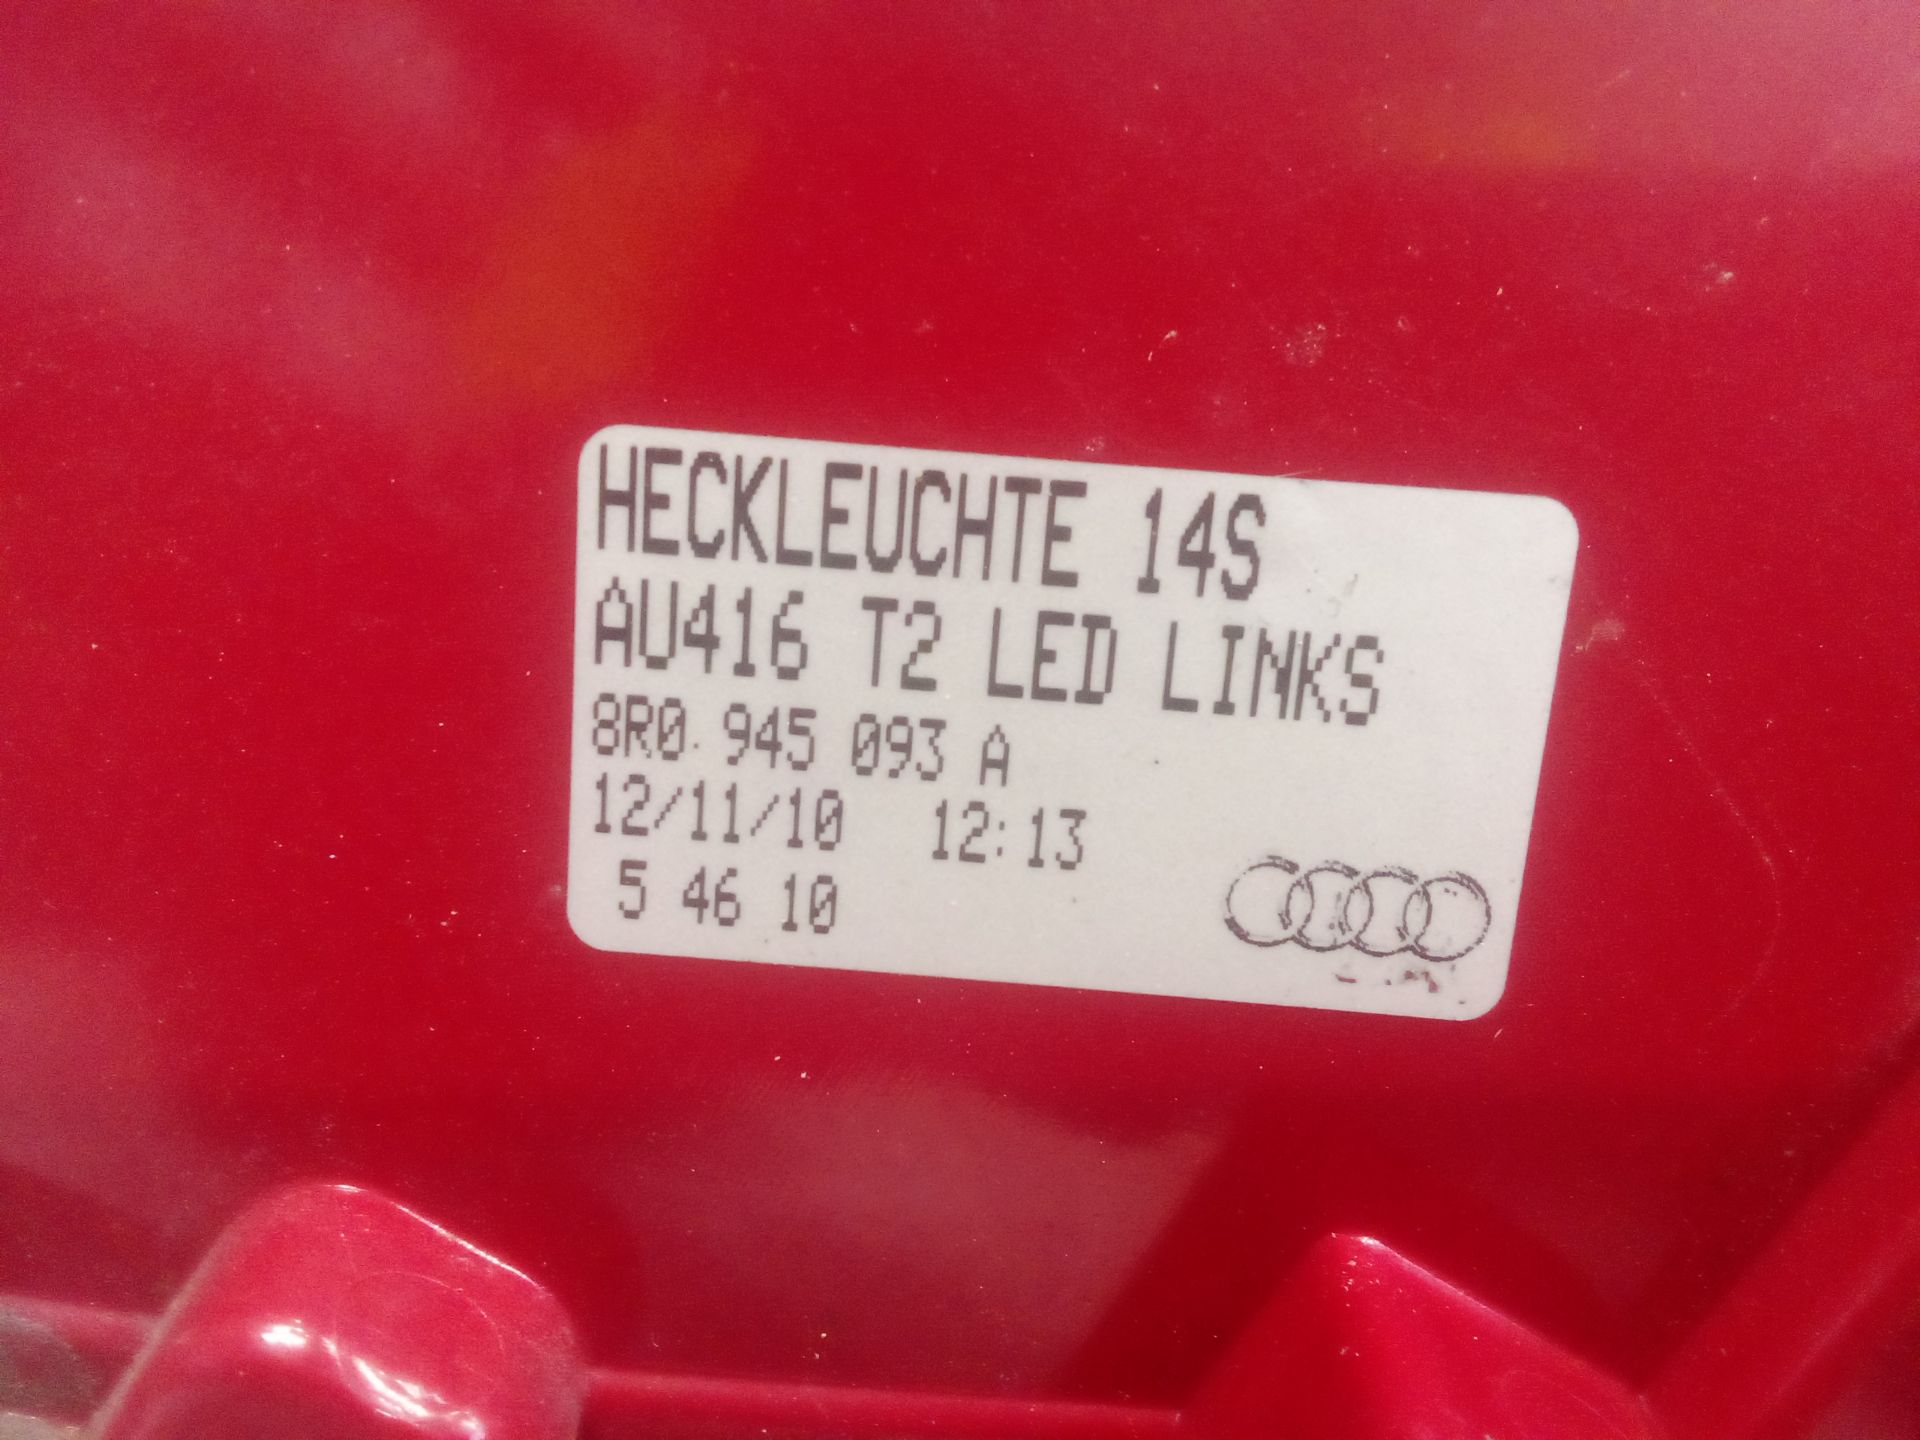 HECKLEUCHTE 14S
AU416 T2 LED LINKS
8R0 945 093 A
12/11/10 12:13
5 46 10